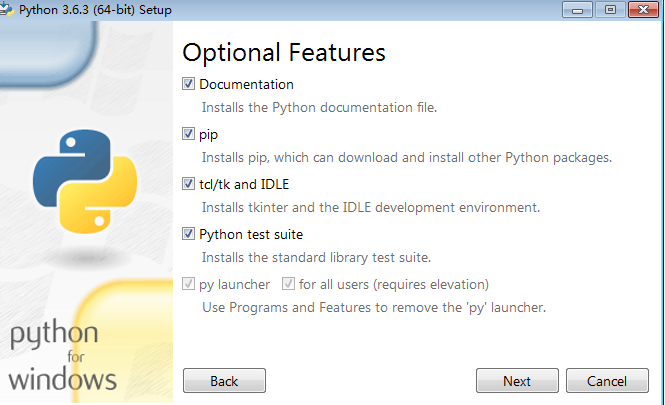 Python 3.6.3 (64-bit) Setup
Optional Features
Documentation
Installs the Python documentation file.
pip
Installs pip, which can download and install other Python packages.
tcl/tk and IDLE
Installs tkinter and the IDLE development environment.
Python test suite
Installs the standard library test suite.
py launcher for all users (requires elevation)
Use Programs and Features to remove the 'py' launcher.
python
for
windows
Back Next Cancel